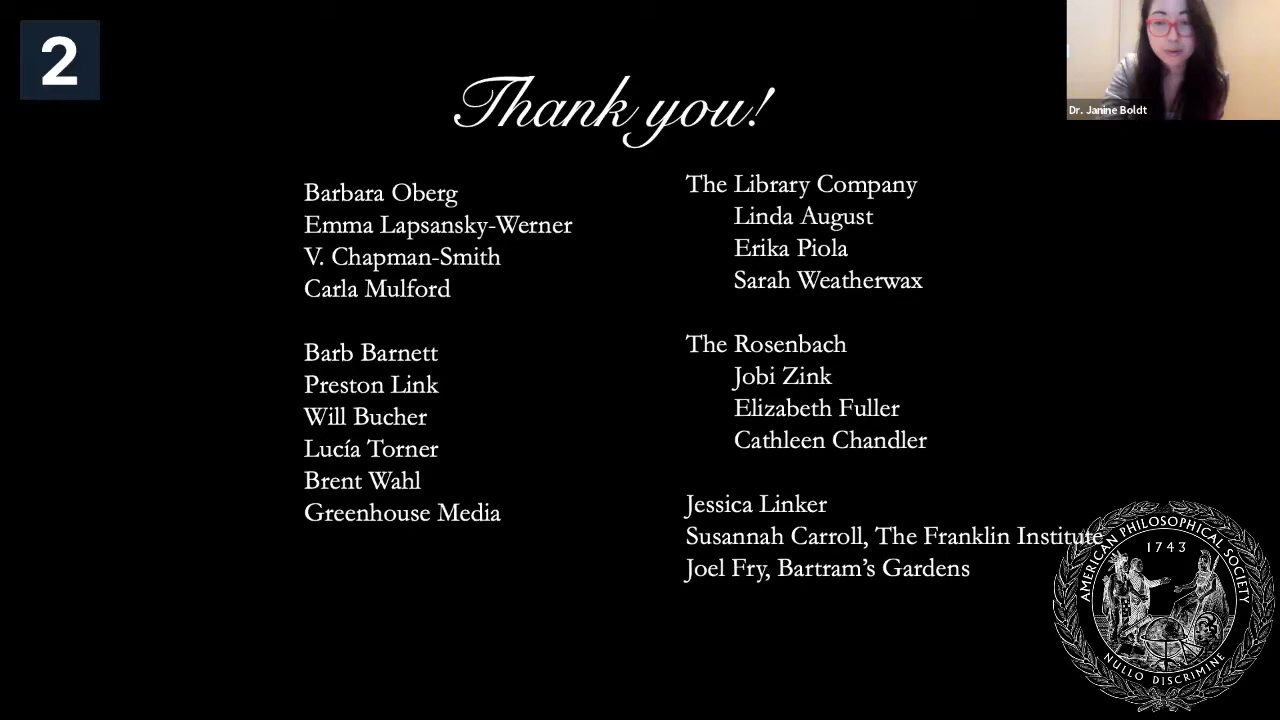 2
Thank you!
Dr. Janine Boldt
Barbara Oberg
Emma Lapsansky-Werner
V. Chapman-Smith
Carla Mulford
Barb Barnett
Preston Link
Will Bucher
Lucía Torner
Brent Wahl
Greenhouse Media
The Library Company
Linda August
Erika Piola
Sarah Weatherwax
The Rosenbach
Jobi Zink
Elizabeth Fuller
Cathleen Chandler
Jessica Linker
Susannah Carroll, The Franklin Institute
Joel Fry, Bartram’s Gardens
AMERICAN PHILOSOPHICAL SOCIETY
1743
NULLO DISCRIMINE